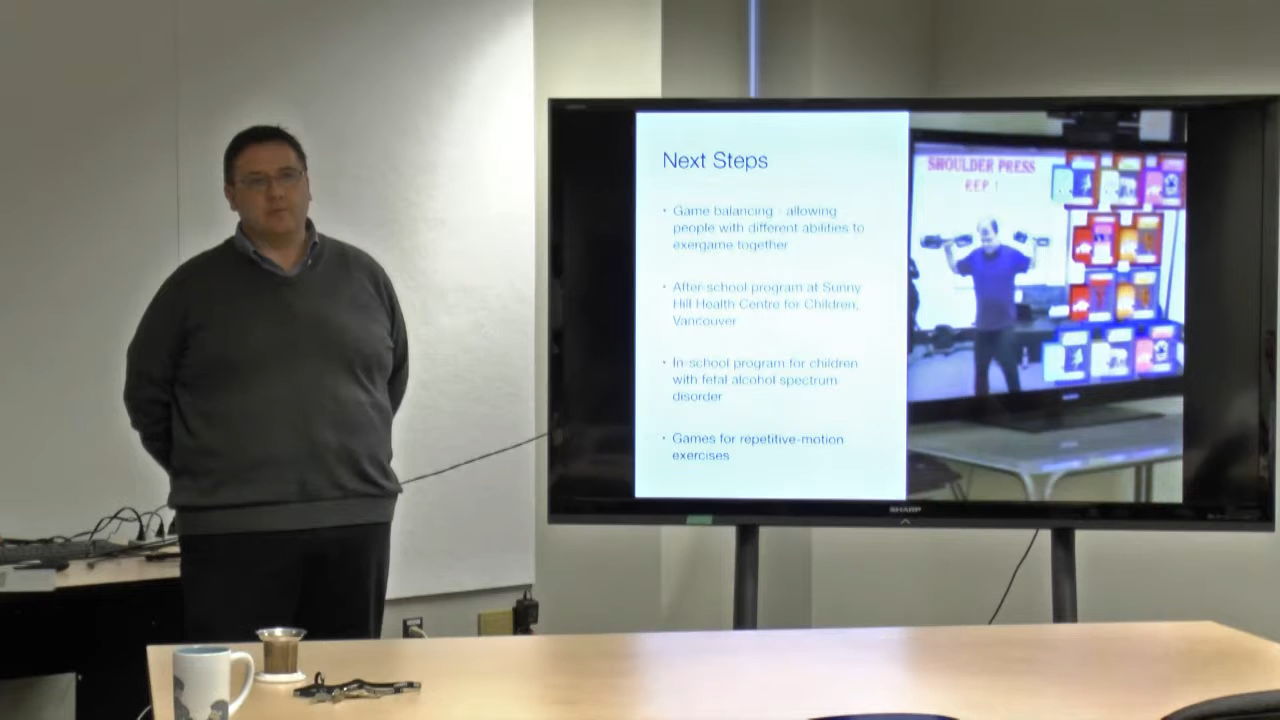 Next Steps
• Game balancing - allowing
people with different abilities to
exergame together
• After-school program at Sunny
Hill Health Centre for Children,
Vancouver
• In-school program for children
with fetal alcohol spectrum
disorder
• Games for repetitive-motion
exercises
SHOULDER PRESS
REP 1
SHARP